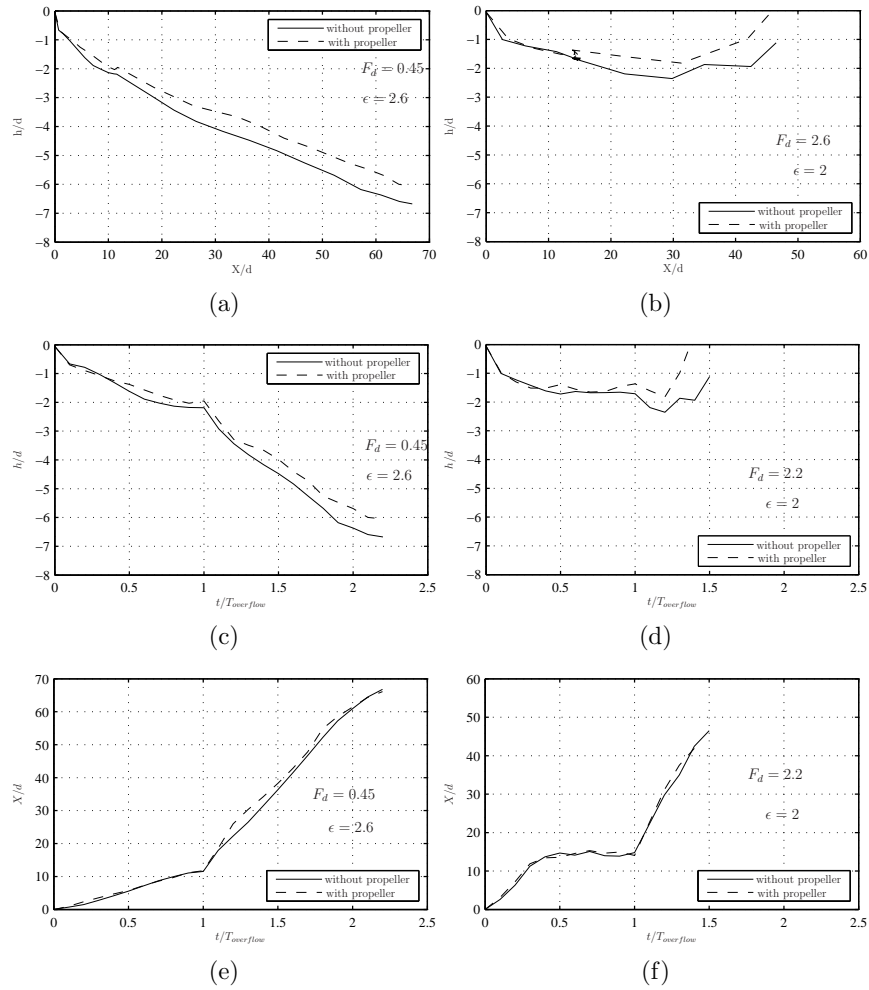 0
−1
−2
−3
−4
−5
−6
−7
−8
h/d
0 10 20 30 40 50 60 70
X/d
without propeller
with propeller
F_d = 0.45
ϵ = 2.6
(a)
0
−1
−2
−3
−4
−5
−6
−7
−8
h/d
0 10 20 30 40 50 60
X/d
F_d = 2.6
ϵ = 2
without propeller
with propeller
(b)
0
−1
−2
−3
−4
−5
−6
−7
−8
h/d
0 0.5 1 1.5 2 2.5
t/T_{overflow}
without propeller
with propeller
F_d = 0.45
ϵ = 2.6
(c)
0
−1
−2
−3
−4
−5
−6
−7
−8
h/d
0 0.5 1 1.5 2 2.5
t/T_{overflow}
F_d = 2.2
ϵ = 2
without propeller
with propeller
(d)
70
60
50
40
30
20
10
0
X/d
0 0.5 1 1.5 2 2.5
t/T_{overflow}
F_d = 0.45
ϵ = 2.6
without propeller
with propeller
(e)
60
50
40
30
20
10
0
X/d
0 0.5 1 1.5 2 2.5
t/T_{overflow}
F_d = 2.2
ϵ = 2
without propeller
with propeller
(f)